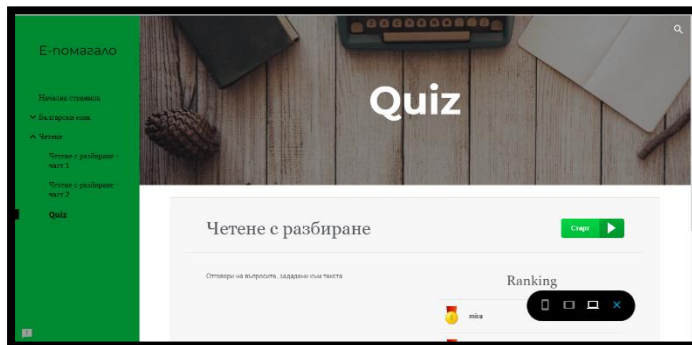 Е-помагало
Начална страница
Български език
Четене
Четене с разбиране -
част 1
Четене с разбиране -
част 2
Quiz
Quiz
Четене с разбиране
Старт
Отговори на въпросите, зададени към текста
Ranking
mira